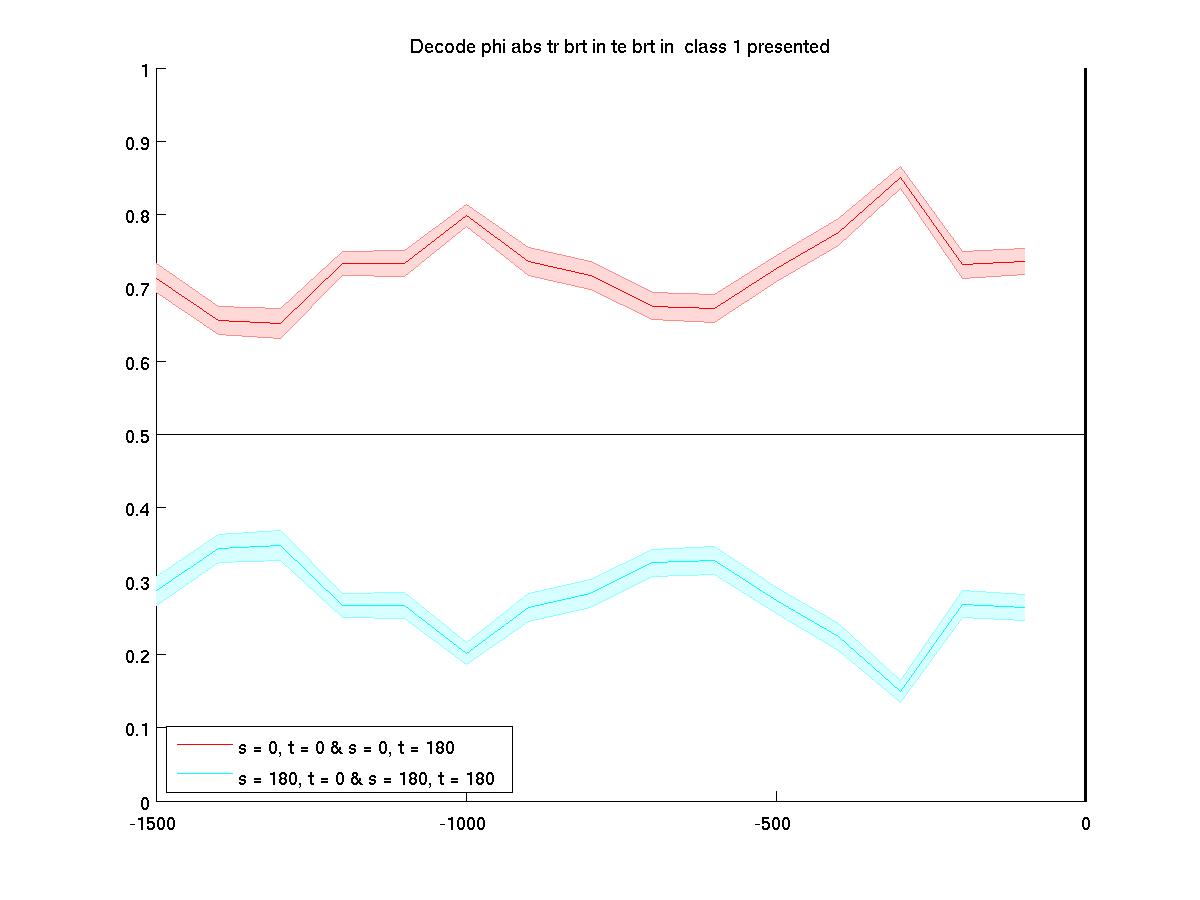 Decode phi abs tr brt in te brt in  class 1 presented
1
0.9
0.8
0.7
0.6
0.5
0.4
0.3
0.2
0.1
0
s = 0, t = 0 & s = 0, t = 180
s = 180, t = 0 & s = 180, t = 180
-1500 -1000 -500 0